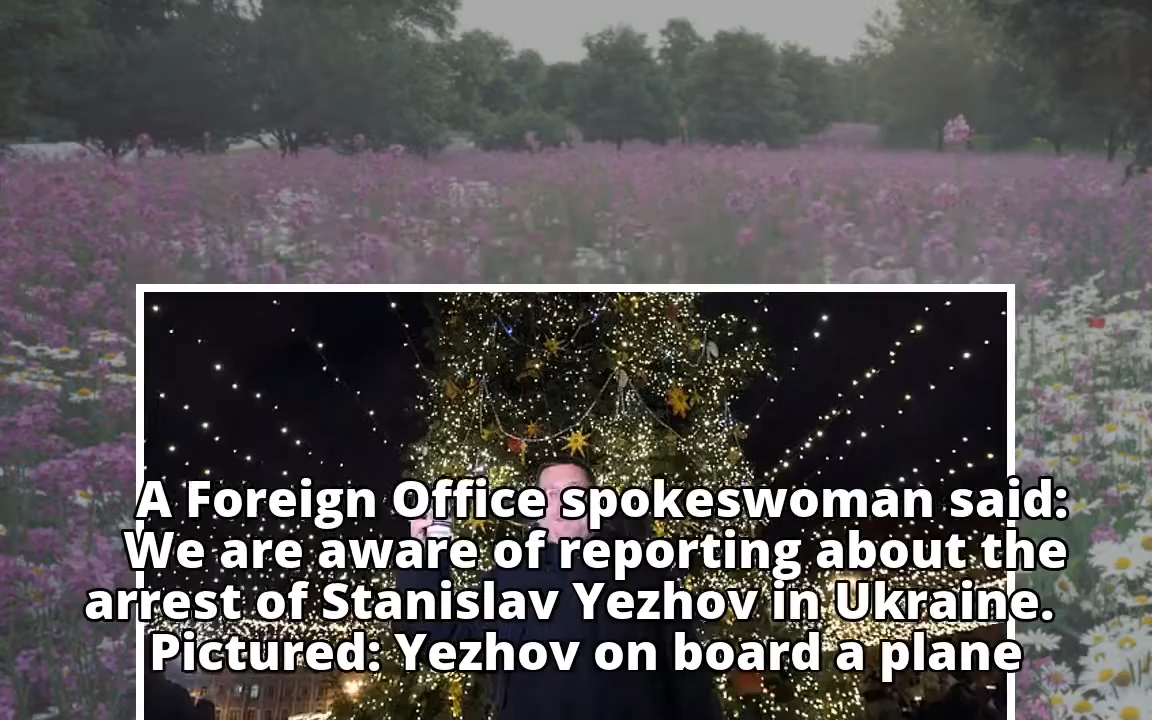 A Foreign Office spokeswoman said:
We are aware of reporting about the
arrest of Stanislav Yezhov in Ukraine.
Pictured: Yezhov on board a plane